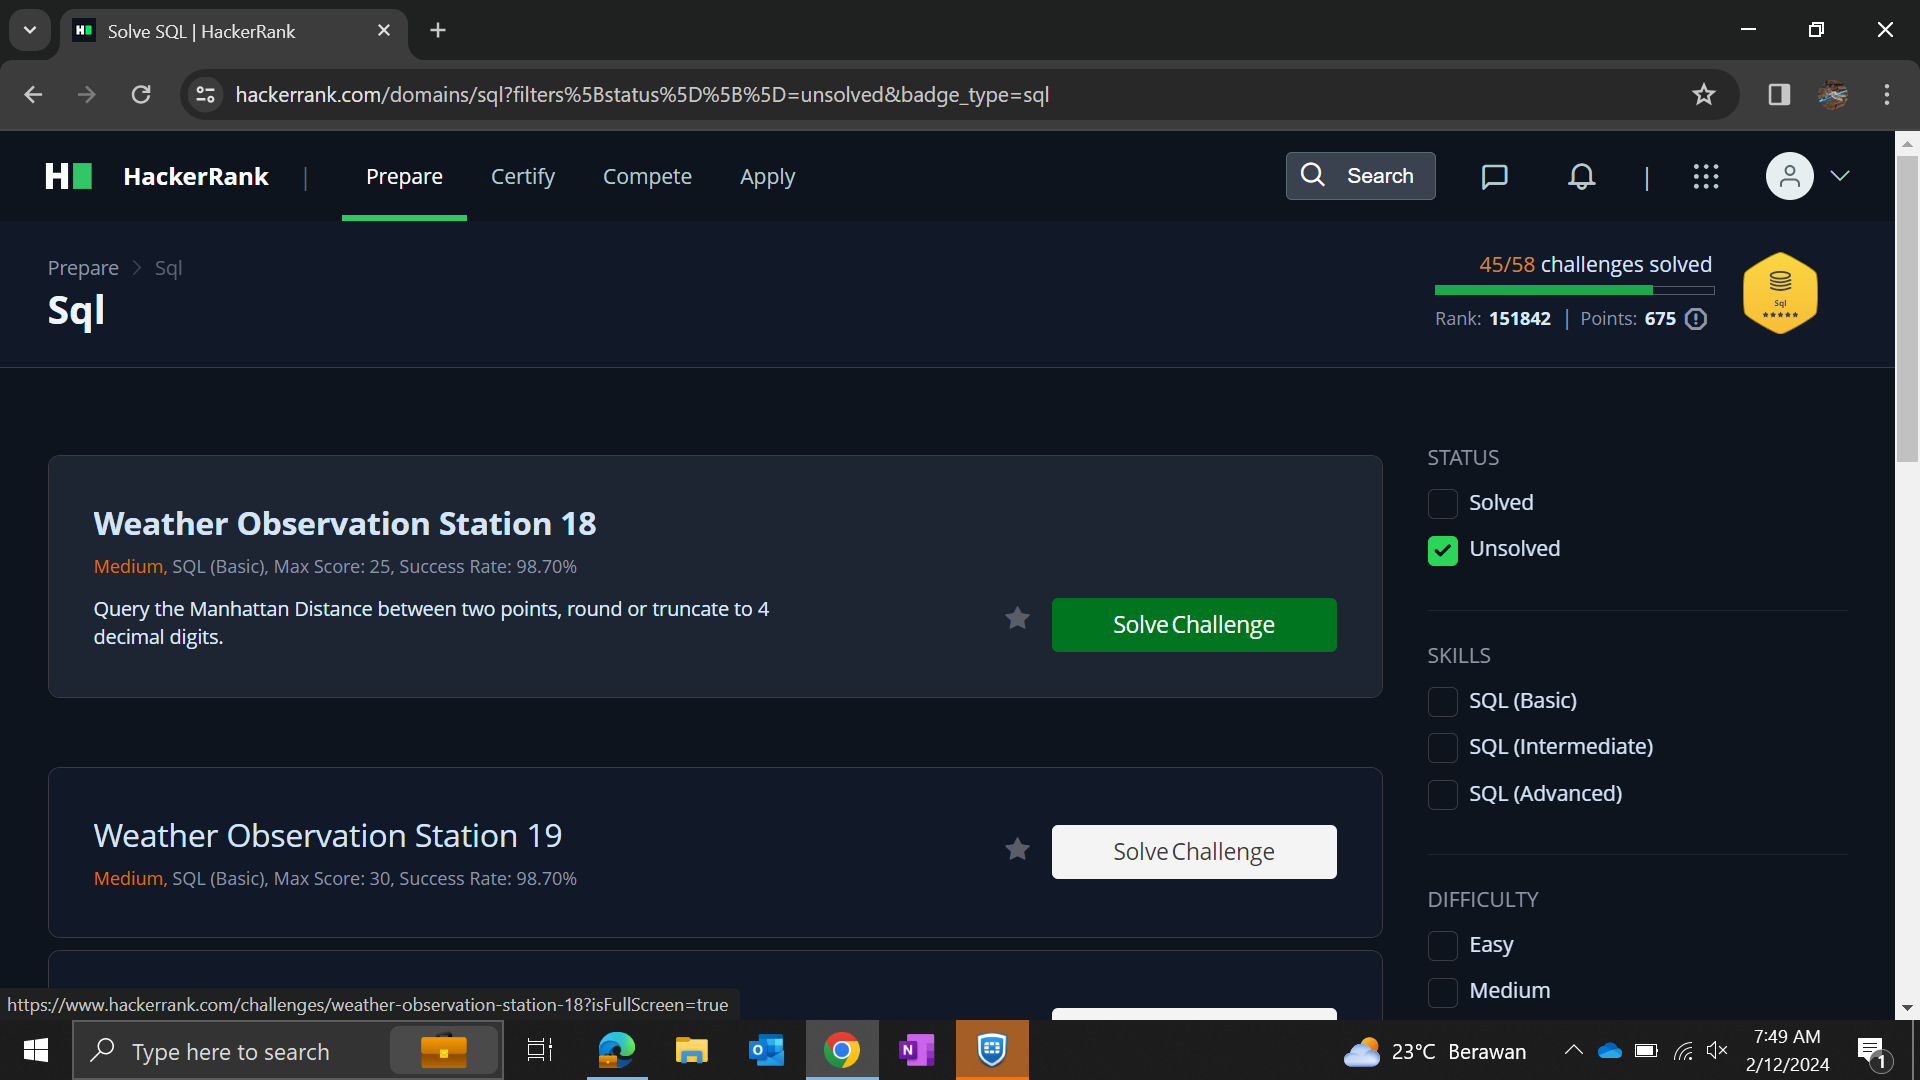 Solve SQL | HackerRank
hackerrank.com/domains/sql?filters%5Bstatus%5D%5B%5D=unsolved&badge_type=sql
HackerRank | Prepare Certify Compete Apply Search |
Prepare > Sql
Sql
45/58 challenges solved
Rank: 151842 | Points: 675
Sql
Weather Observation Station 18
Medium, SQL (Basic), Max Score: 25, Success Rate: 98.70%
Query the Manhattan Distance between two points, round or truncate to 4
decimal digits.
Solve Challenge
Weather Observation Station 19
Medium, SQL (Basic), Max Score: 30, Success Rate: 98.70%
Solve Challenge
STATUS
Solved
Unsolved
SKILLS
SQL (Basic)
SQL (Intermediate)
SQL (Advanced)
DIFFICULTY
Easy
Medium
https://www.hackerrank.com/challenges/weather-observation-station-18?isFullScreen=true
Type here to search
23°C Berawan
7:49 AM
2/12/2024
1